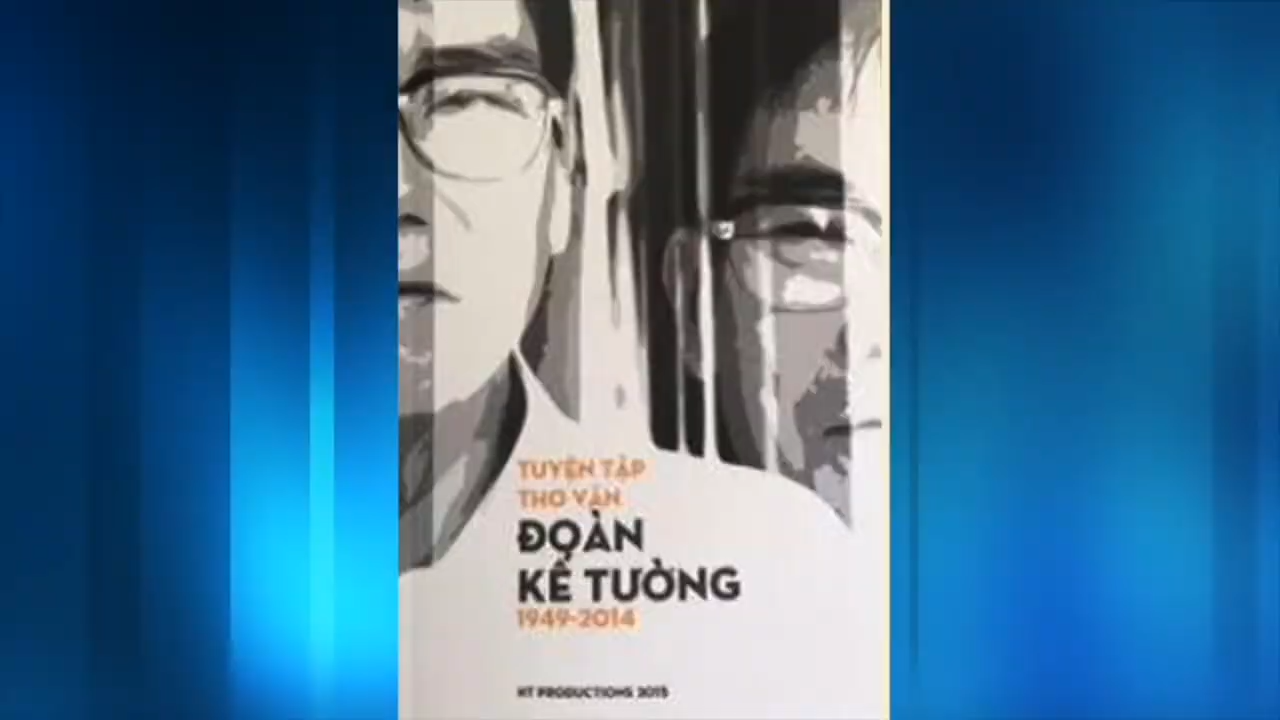 TUYỂN TẬP
THƠ VĂN
ĐOÀN
KẾ TƯỜNG
1949-2014
HT PRODUCTIONS 2015